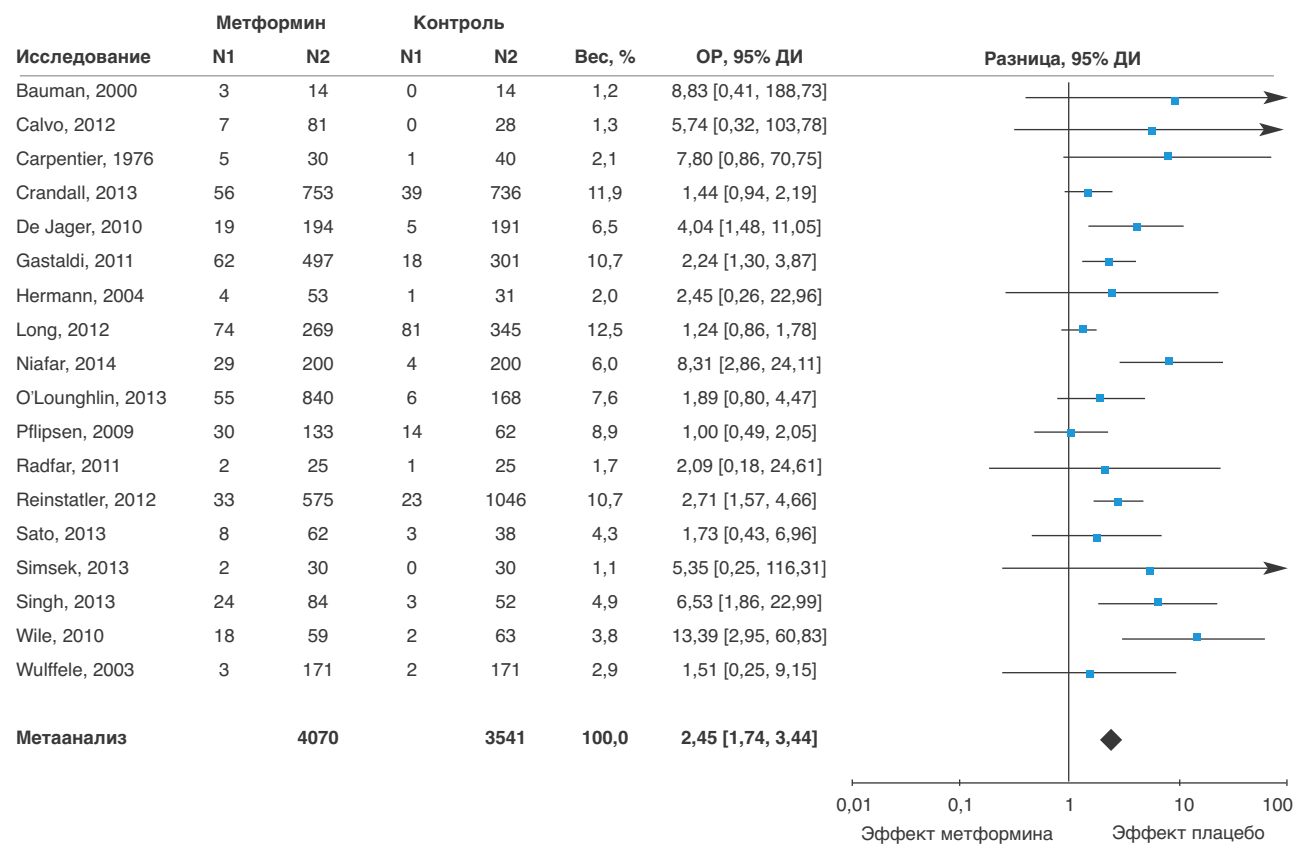 Метформин Контроль
Исследование N1 N2 N1 N2 Вес, % ОР, 95% ДИ Разница, 95% ДИ
Bauman, 2000 3 14 0 14 1,2 8,83 [0,41, 188,73]
Calvo, 2012 7 81 0 28 1,3 5,74 [0,32, 103,78]
Carpentier, 1976 5 30 1 40 2,1 7,80 [0,86, 70,75]
Crandall, 2013 56 753 39 736 11,9 1,44 [0,94, 2,19]
De Jager, 2010 19 194 5 191 6,5 4,04 [1,48, 11,05]
Gastaldi, 2011 62 497 18 301 10,7 2,24 [1,30, 3,87]
Hermann, 2004 4 53 1 31 2,0 2,45 [0,26, 22,96]
Long, 2012 74 269 81 345 12,5 1,24 [0,86, 1,78]
Niafar, 2014 29 200 4 200 6,0 8,31 [2,86, 24,11]
O'Lounghlin, 2013 55 840 6 168 7,6 1,89 [0,80, 4,47]
Pflipsen, 2009 30 133 14 62 8,9 1,00 [0,49, 2,05]
Radfar, 2011 2 25 1 25 1,7 2,09 [0,18, 24,61]
Reinstatler, 2012 33 575 23 1046 10,7 2,71 [1,57, 4,66]
Sato, 2013 8 62 3 38 4,3 1,73 [0,43, 6,96]
Simsek, 2013 2 30 0 30 1,1 5,35 [0,25, 116,31]
Singh, 2013 24 84 3 52 4,9 6,53 [1,86, 22,99]
Wile, 2010 18 59 2 63 3,8 13,39 [2,95, 60,83]
Wulffele, 2003 3 171 2 171 2,9 1,51 [0,25, 9,15]
Метаанализ 4070 3541 100,0 2,45 [1,74, 3,44]
0,01 0,1 1 10 100
Эффект метформина Эффект плацебо